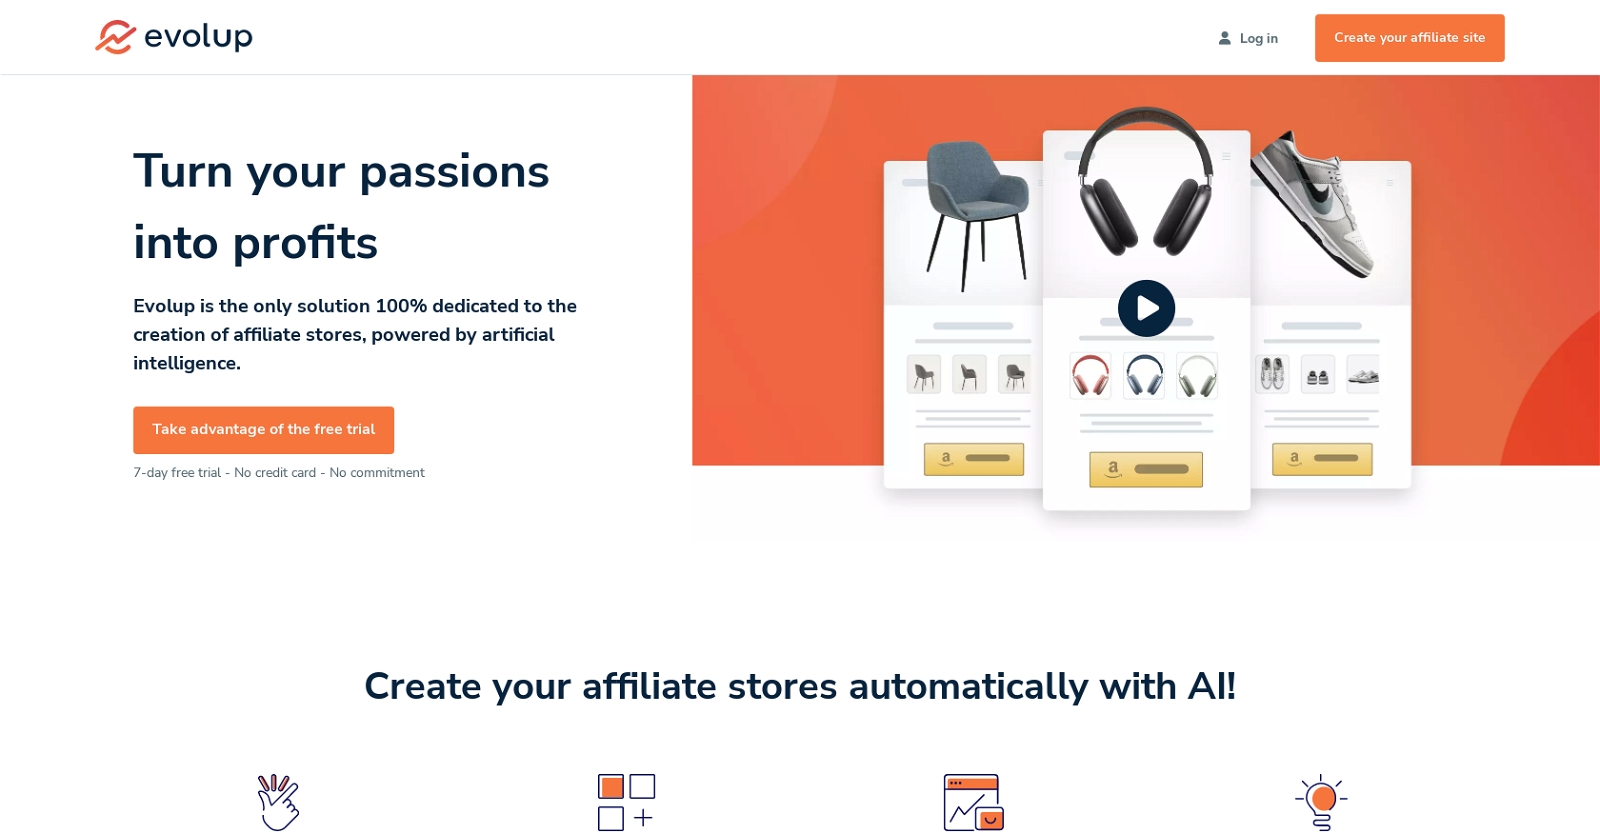 evolup
Log in
Create your affiliate site
Turn your passions
into profits
Evolup is the only solution 100% dedicated to the
creation of affiliate stores, powered by artificial
intelligence.
Take advantage of the free trial
7-day free trial - No credit card - No commitment
a
a
a
Create your affiliate stores automatically with AI!